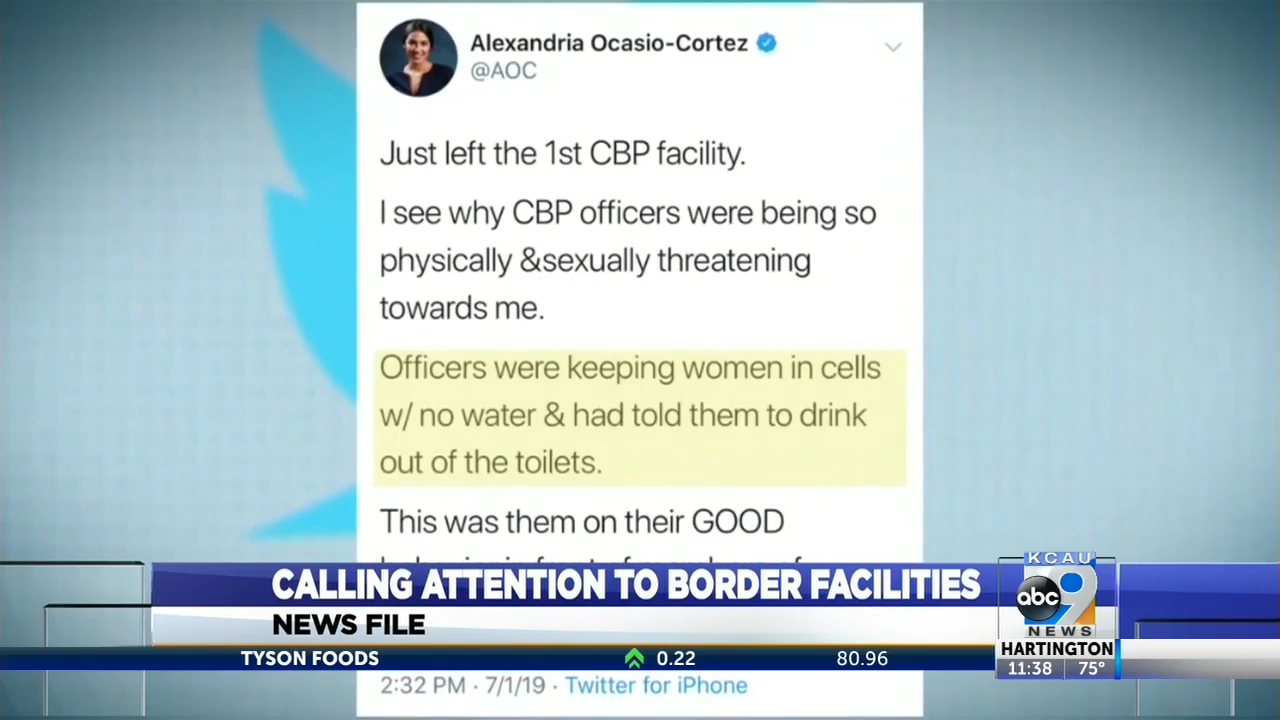 Alexandria Ocasio-Cortez
@AOC
Just left the 1st CBP facility.
I see why CBP officers were being so
physically &sexually threatening
towards me.
Officers were keeping women in cells
w/ no water & had told them to drink
out of the toilets.
This was them on their GOOD
CALLING ATTENTION TO BORDER FACILITIES
NEWS FILE
KCAU
abc 9
NEWS
HARTINGTON
11:38 75°
TYSON FOODS 0.22 80.96
2:32 PM · 7/1/19 · Twitter for iPhone